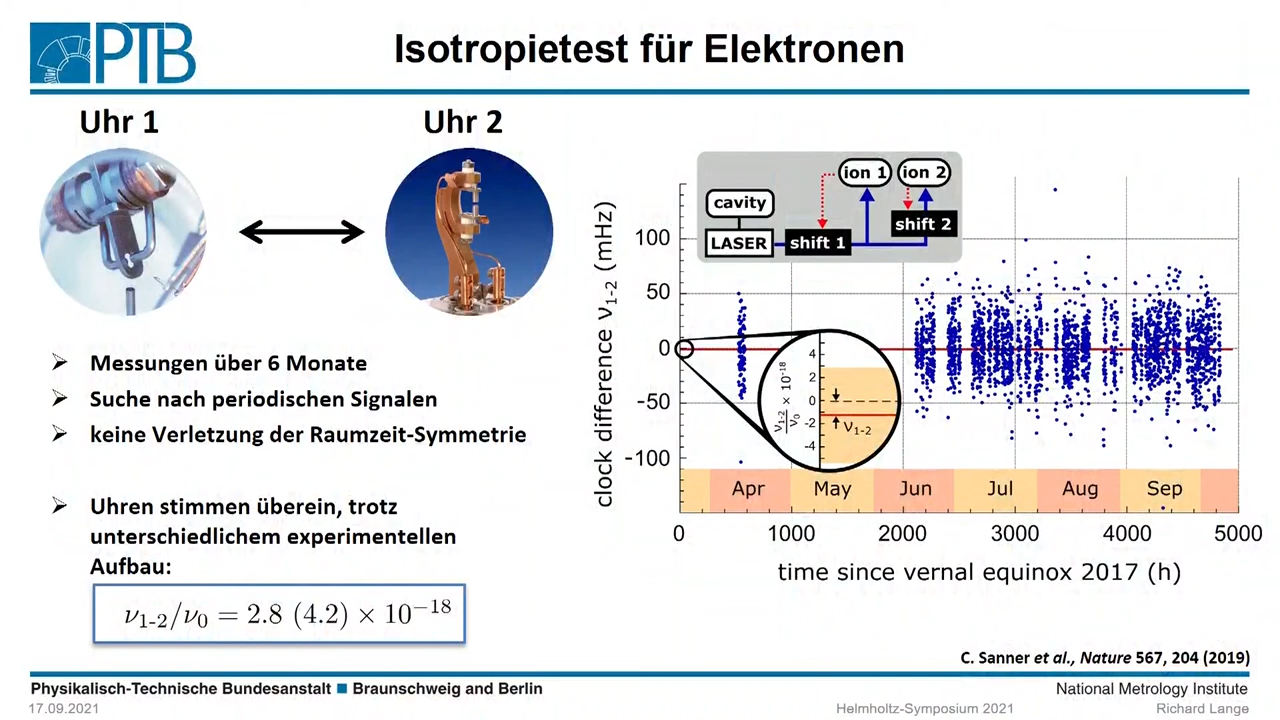 PTB
Isotropietest für Elektronen
Uhr 1
Uhr 2
Messungen über 6 Monate
Suche nach periodischen Signalen
keine Verletzung der Raumzeit-Symmetrie
Uhren stimmen überein, trotz
unterschiedlichem experimentellen
Aufbau:
ν1-2/ν0 = 2.8 (4.2) × 10−18
ion 1
ion 2
cavity
LASER
shift 1
shift 2
clock difference ν1-2 (mHz)
100
50
0
-50
-100
ν1-2/ν0 × 10-18
4
2
0
-2
-4
ν1-2
Apr
May
Jun
Jul
Aug
Sep
0
1000
2000
3000
4000
5000
time since vernal equinox 2017 (h)
C. Sanner et al., Nature 567, 204 (2019)
Physikalisch-Technische Bundesanstalt ■ Braunschweig and Berlin
National Metrology Institute
17.09.2021
Helmholtz-Symposium 2021
Richard Lange